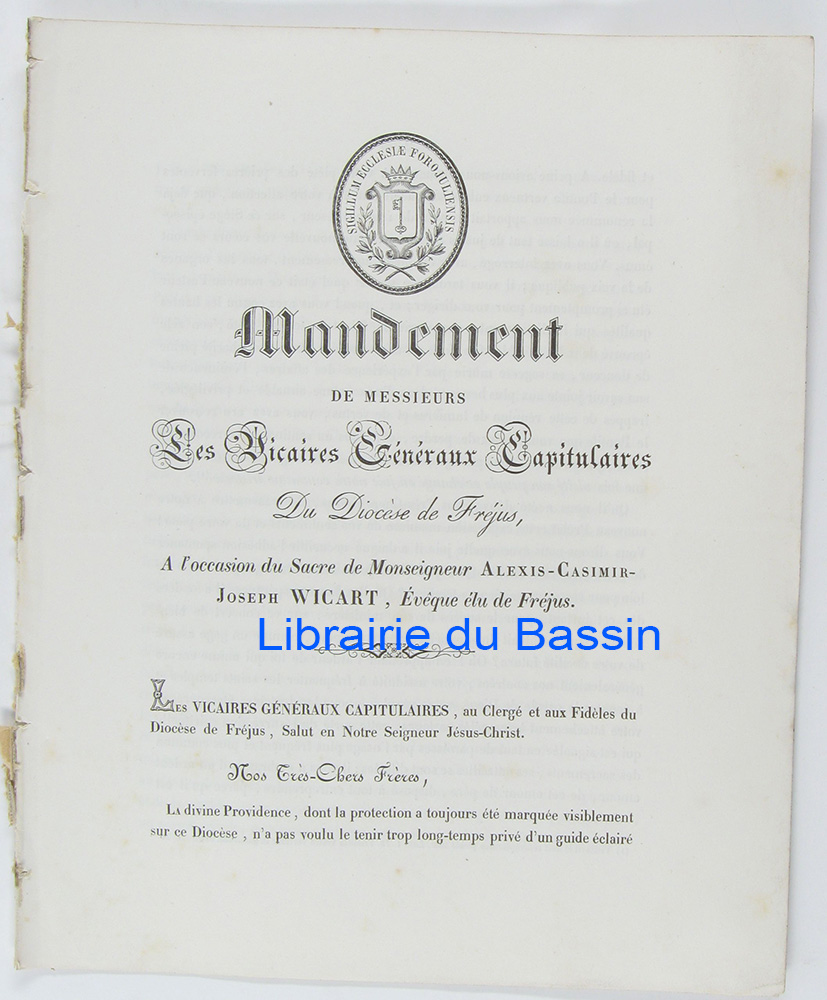 SIGILLUM ECCLESIÆ FOROJULIENSIS
Mandement
DE MESSIEURS
Les Vicaires Généraux Capitulaires
Du Diocèse de Fréjus,
A l'occasion du Sacre de Monseigneur ALEXIS-CASIMIR-
JOSEPH WICART , Évêque élu de Fréjus.
Librairie du Bassin
LES VICAIRES GÉNÉRAUX CAPITULAIRES , au Clergé et aux Fidèles du
Diocèse de Fréjus , Salut en Notre Seigneur Jésus-Christ.
Nos Très-Chers Frères,
LA divine Providence , dont la protection a toujours été marquée visiblement
sur ce Diocèse , n'a pas voulu le tenir trop long-temps privé d'un guide éclairé